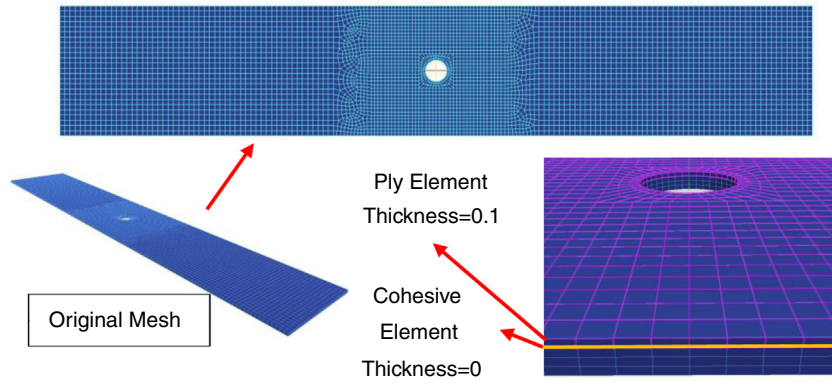 Ply Element
Thickness=0.1
Cohesive
Element
Thickness=0
Original Mesh